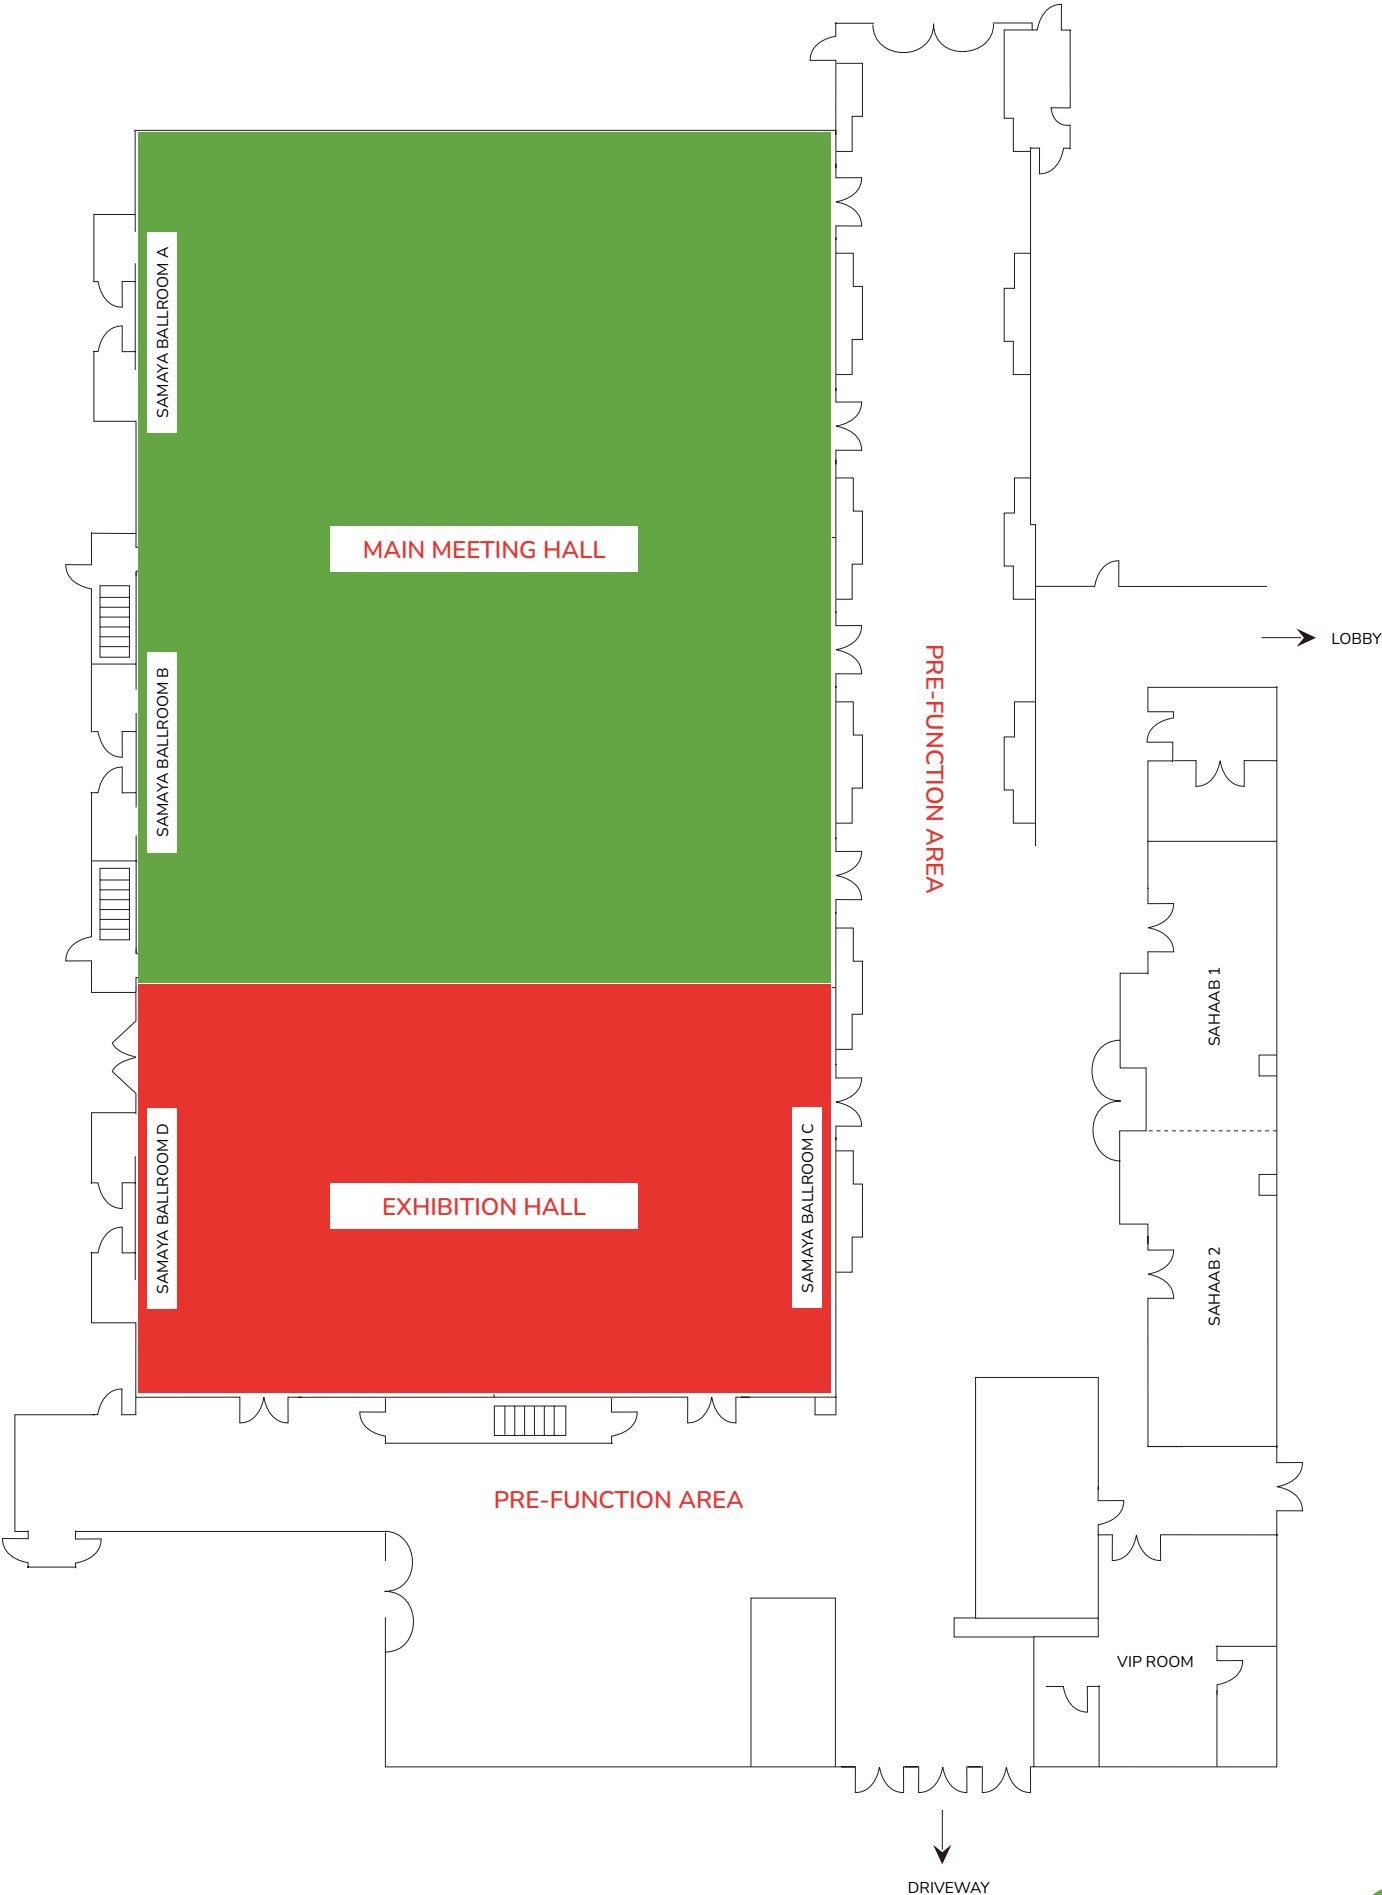 SAMAYA BALLROOM A
MAIN MEETING HALL
LOBBY
SAMAYA BALLROOM B
PRE-FUNCTION AREA
SAHAAB 1
SAMAYA BALLROOM D
EXHIBITION HALL
SAMAYA BALLROOM C
SAHAAB 2
PRE-FUNCTION AREA
VIP ROOM
DRIVEWAY